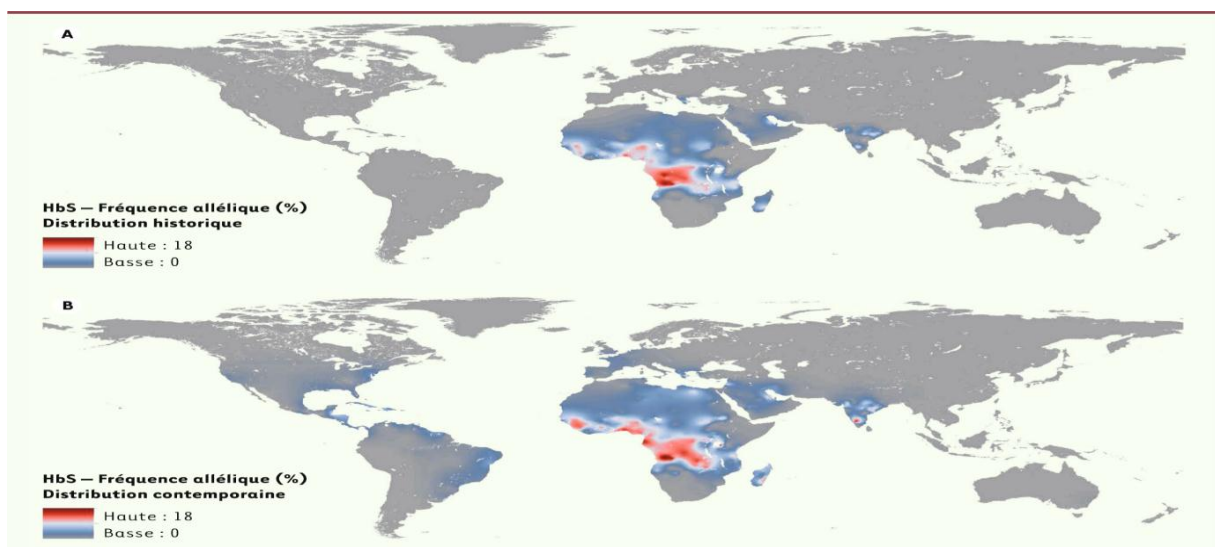 A
HbS — Fréquence allélique (%)
Distribution historique
Haute : 18
Basse : 0
B
HbS — Fréquence allélique (%)
Distribution contemporaine
Haute : 18
Basse : 0